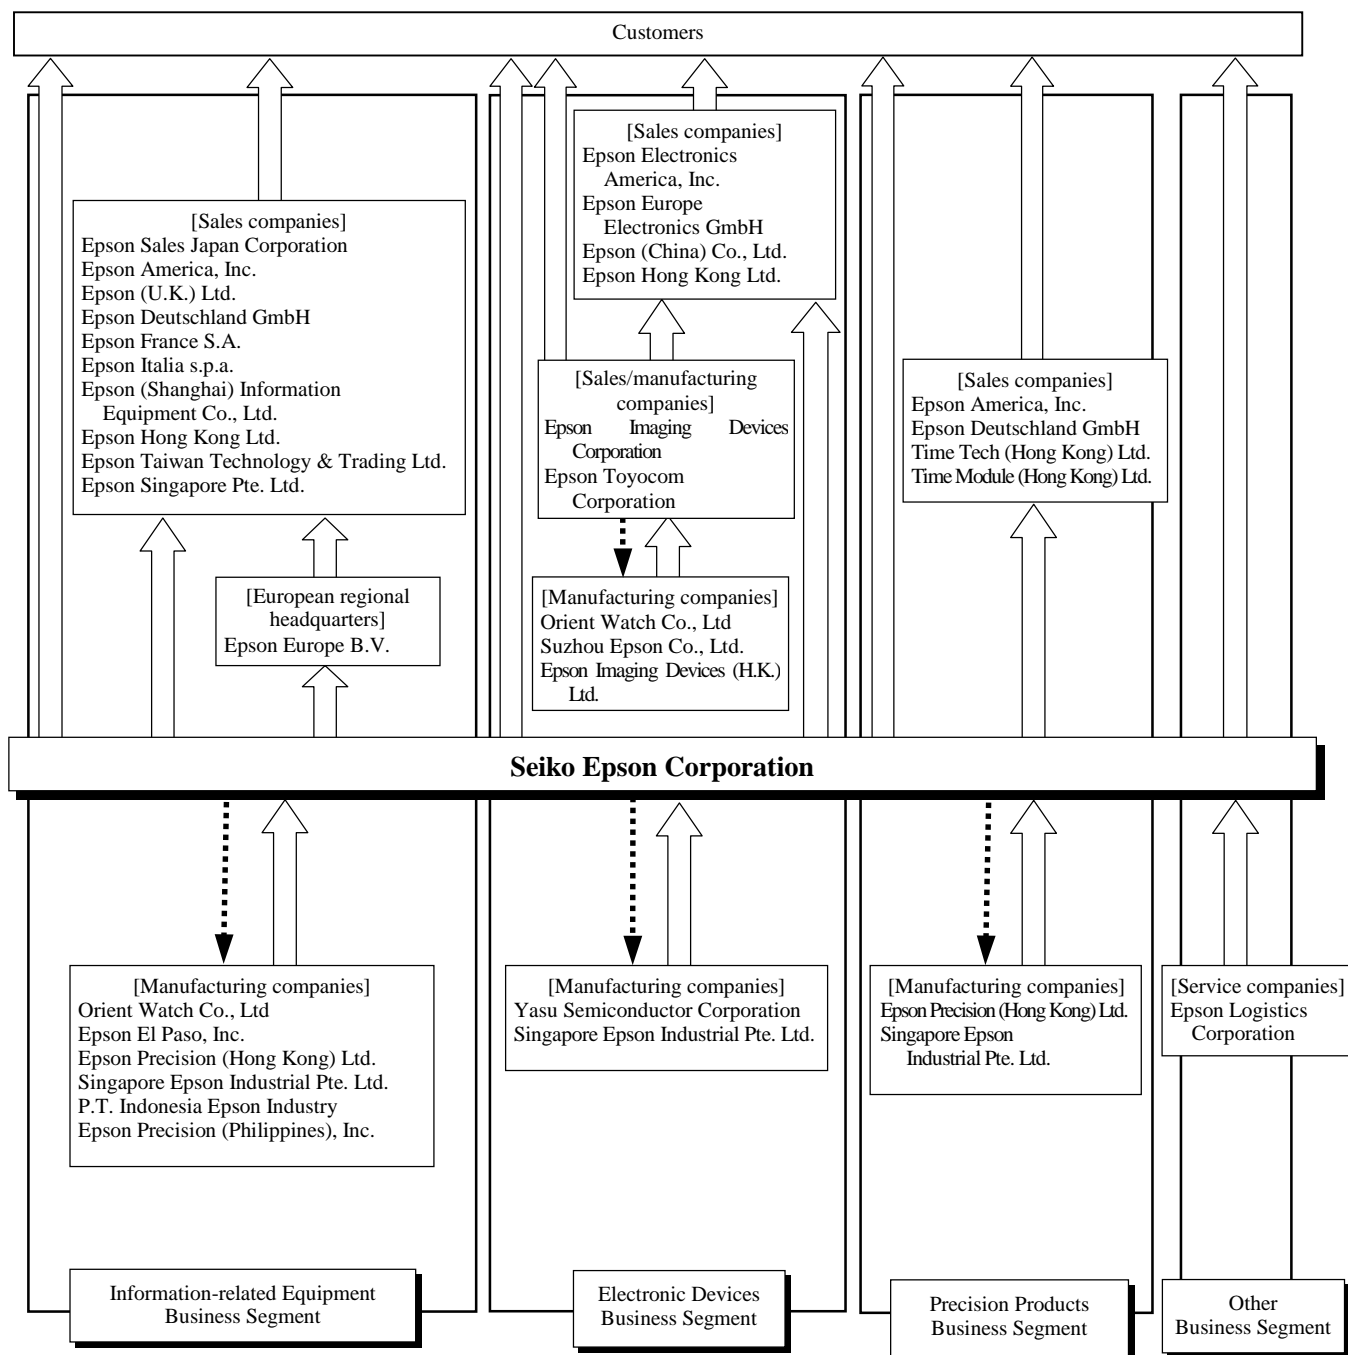 Customers
[Sales companies]
Epson Sales Japan Corporation
Epson America, Inc.
Epson (U.K.) Ltd.
Epson Deutschland GmbH
Epson France S.A.
Epson Italia s.p.a.
Epson (Shanghai) Information
Equipment Co., Ltd.
Epson Hong Kong Ltd.
Epson Taiwan Technology & Trading Ltd.
Epson Singapore Pte. Ltd.
[European regional
headquarters]
Epson Europe B.V.
[Sales companies]
Epson Electronics
America, Inc.
Epson Europe
Electronics GmbH
Epson (China) Co., Ltd.
Epson Hong Kong Ltd.
[Sales/manufacturing
companies]
Epson Imaging Devices
Corporation
Epson Toyocom
Corporation
[Manufacturing companies]
Orient Watch Co., Ltd
Suzhou Epson Co., Ltd.
Epson Imaging Devices (H.K.)
Ltd.
[Sales companies]
Epson America, Inc.
Epson Deutschland GmbH
Time Tech (Hong Kong) Ltd.
Time Module (Hong Kong) Ltd.
Seiko Epson Corporation
[Manufacturing companies]
Orient Watch Co., Ltd
Epson El Paso, Inc.
Epson Precision (Hong Kong) Ltd.
Singapore Epson Industrial Pte. Ltd.
P.T. Indonesia Epson Industry
Epson Precision (Philippines), Inc.
[Manufacturing companies]
Yasu Semiconductor Corporation
Singapore Epson Industrial Pte. Ltd.
[Manufacturing companies]
Epson Precision (Hong Kong) Ltd.
Singapore Epson
Industrial Pte. Ltd.
[Service companies]
Epson Logistics
Corporation
Information-related Equipment
Business Segment
Electronic Devices
Business Segment
Precision Products
Business Segment
Other
Business Segment